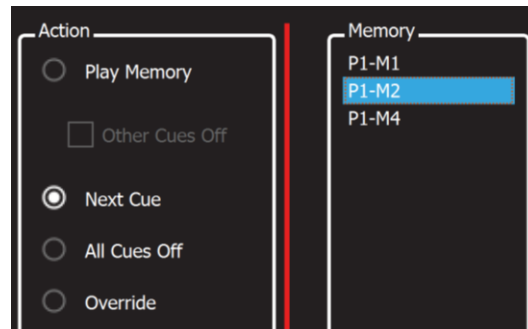 Action
Play Memory
Other Cues Off
Next Cue
All Cues Off
Override
Memory
P1-M1
P1-M2
P1-M4